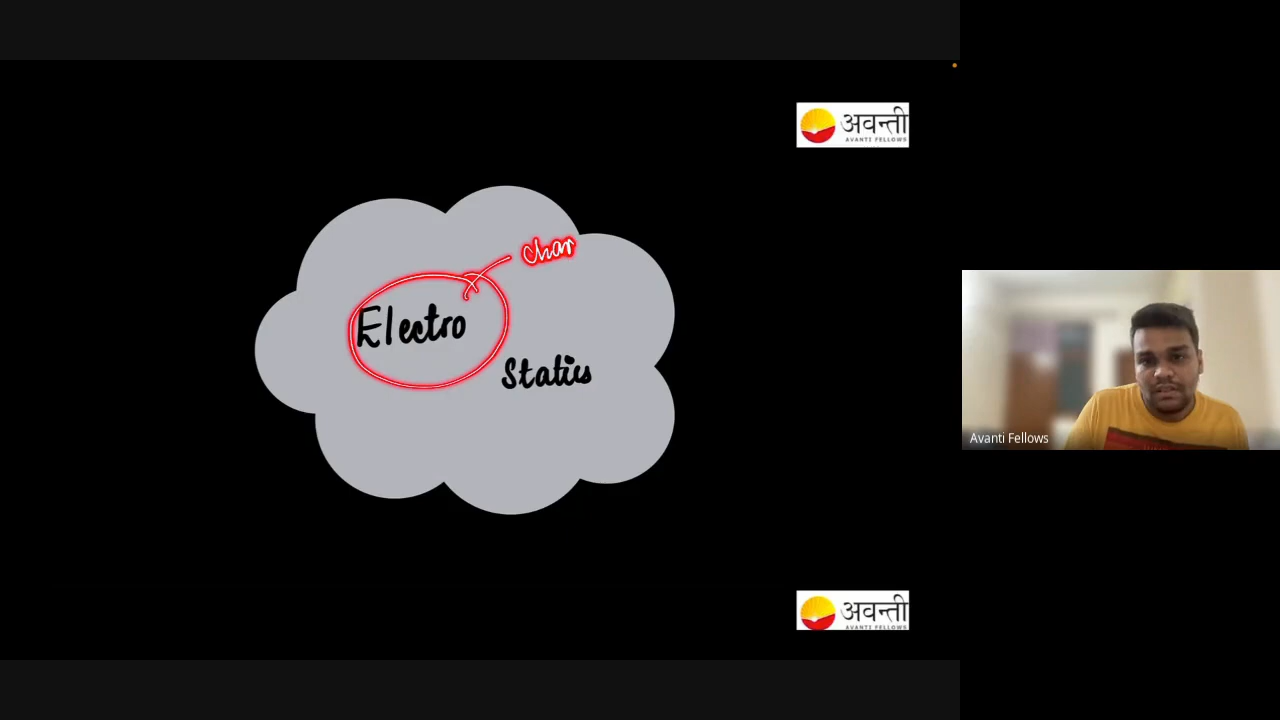 अवन्ती
AVANTI FELLOWS
Char
Electro
Statics
Avanti Fellows
अवन्ती
AVANTI FELLOWS